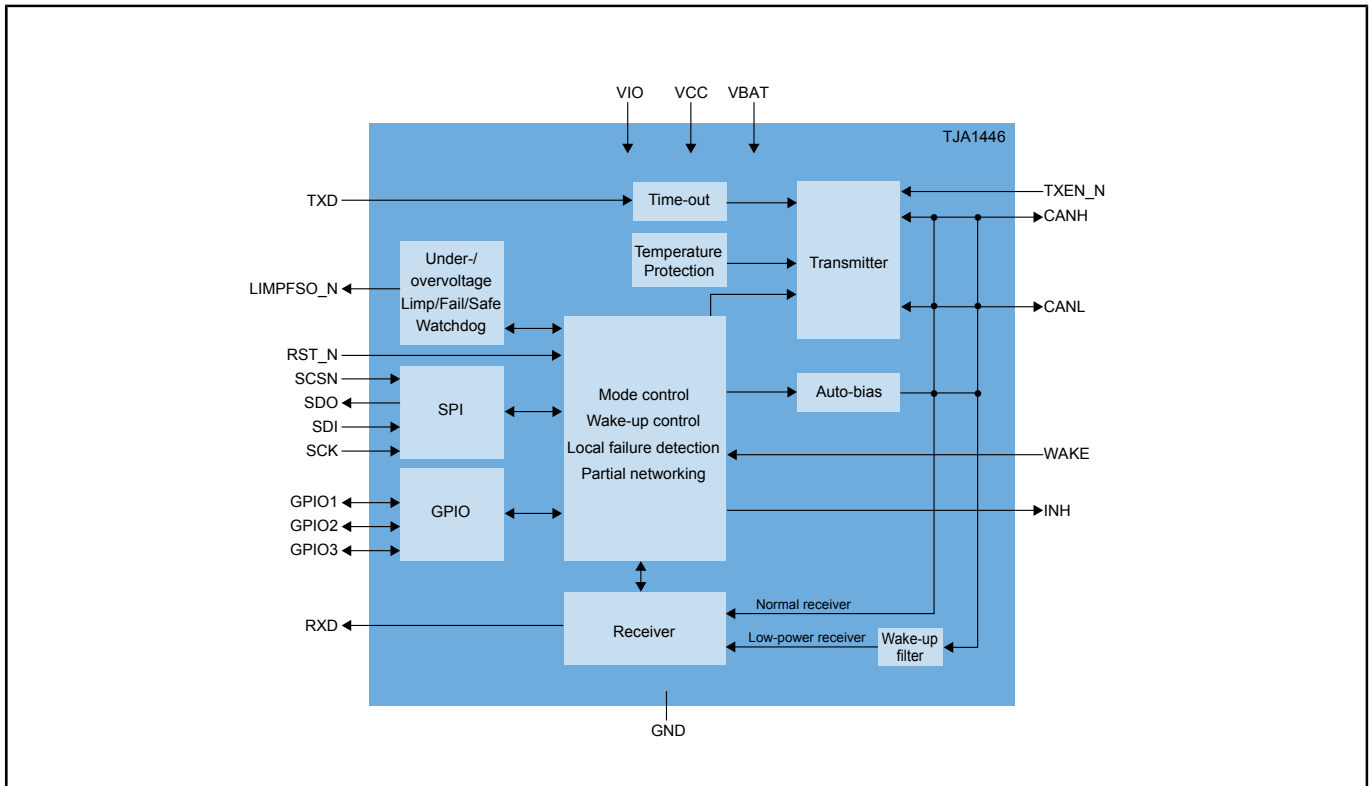 VIO
VCC
VBAT
TJA1446
TXD
Time-out
TXEN_N
CANH
Temperature
Protection
Transmitter
Under-/
overvoltage
Limp/Fail/Safe
Watchdog
LIMPFSO_N
CANL
RST_N
SCSN
SDO
SDI
SCK
SPI
Mode control
Wake-up control
Local failure detection
Partial networking
Auto-bias
WAKE
GPIO1
GPIO2
GPIO3
GPIO
INH
RXD
Receiver
Normal receiver
Low-power receiver
Wake-up
filter
GND